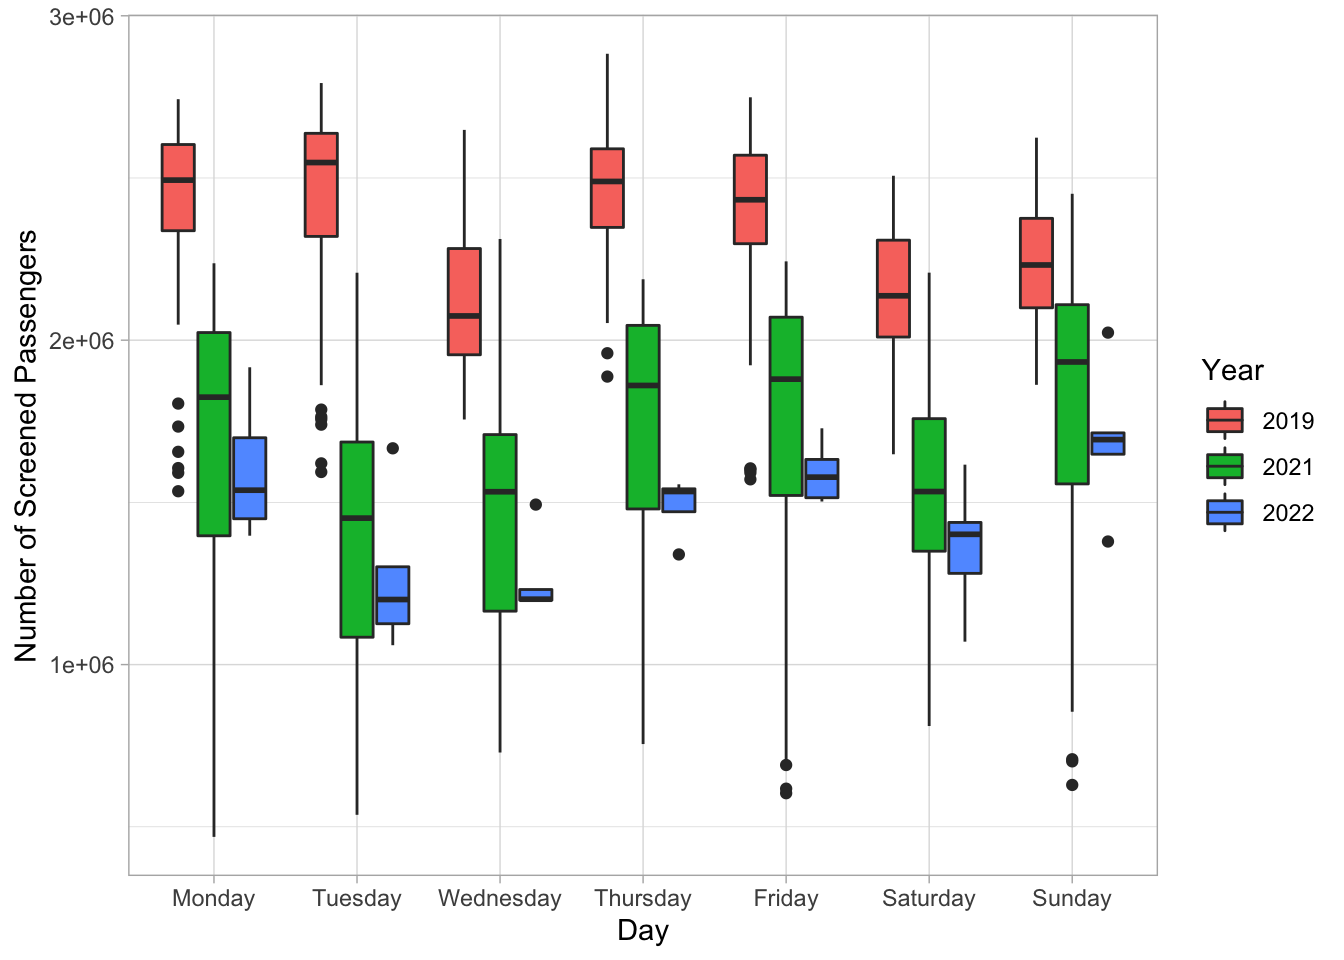 Number of Screened Passengers
3e+06
2e+06
1e+06
Monday Tuesday Wednesday Thursday Friday Saturday Sunday
Day
Year
2019
2021
2022